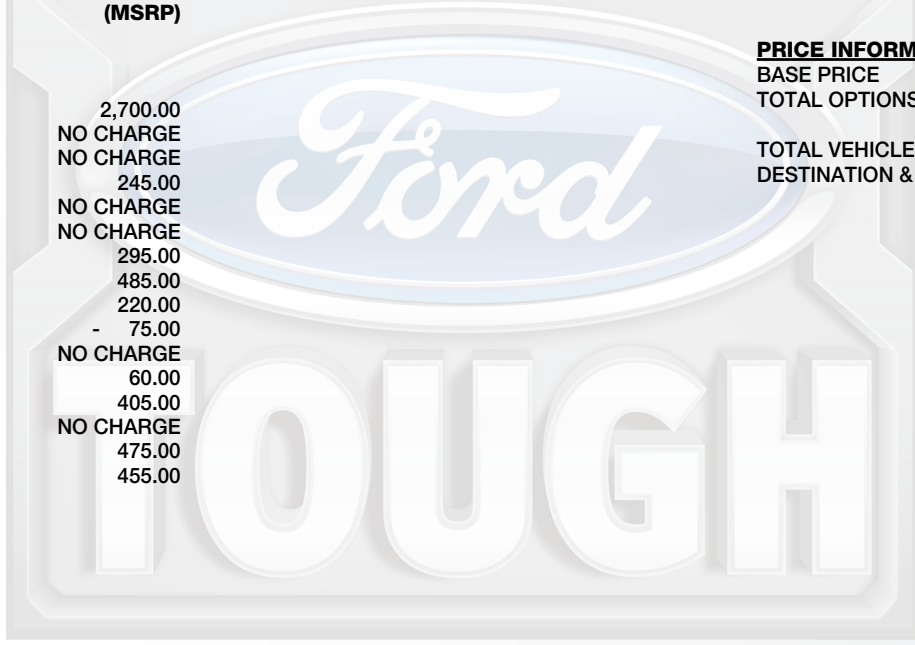 (MSRP)
2,700.00
NO CHARGE
NO CHARGE
245.00
NO CHARGE
NO CHARGE
295.00
485.00
220.00
- 75.00
NO CHARGE
60.00
405.00
NO CHARGE
475.00
455.00
PRICE INFORM
BASE PRICE
TOTAL OPTIONS
TOTAL VEHICLE
DESTINATION &
Ford
TOUGH